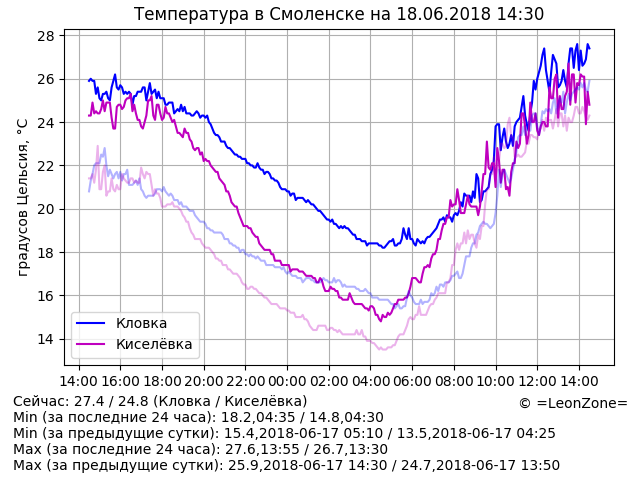 Температура в Смоленске на 18.06.2018 14:30
градусов Цельсия, °C
28
26
24
22
20
18
16
14
Кловка
Киселёвка
14:00 16:00 18:00 20:00 22:00 00:00 02:00 04:00 06:00 08:00 10:00 12:00 14:00
Сейчас: 27.4 / 24.8 (Кловка / Киселёвка)
© =LeonZone=
Min (за последние 24 часа): 18.2,04:35 / 14.8,04:30
Min (за предыдущие сутки): 15.4,2018-06-17 05:10 / 13.5,2018-06-17 04:25
Max (за последние 24 часа): 27.6,13:55 / 26.7,13:30
Max (за предыдущие сутки): 25.9,2018-06-17 14:30 / 24.7,2018-06-17 13:50